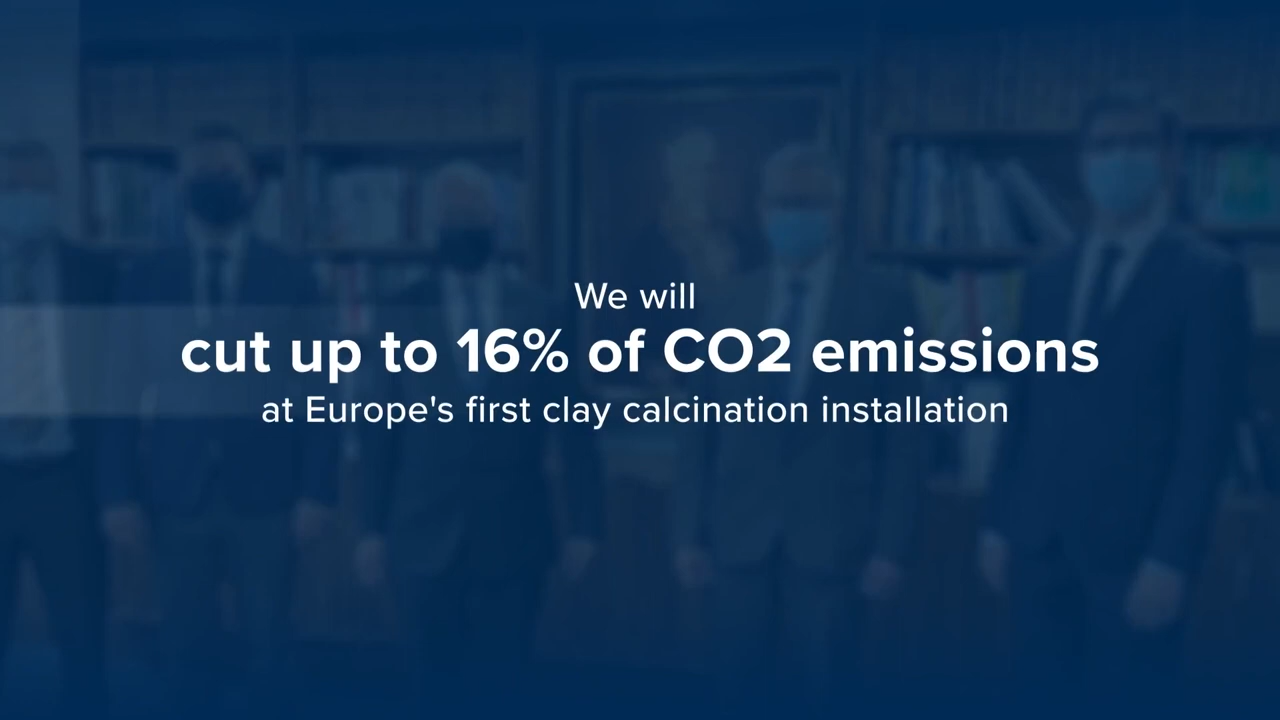 We will
cut up to 16% of CO2 emissions
at Europe's first clay calcination installation